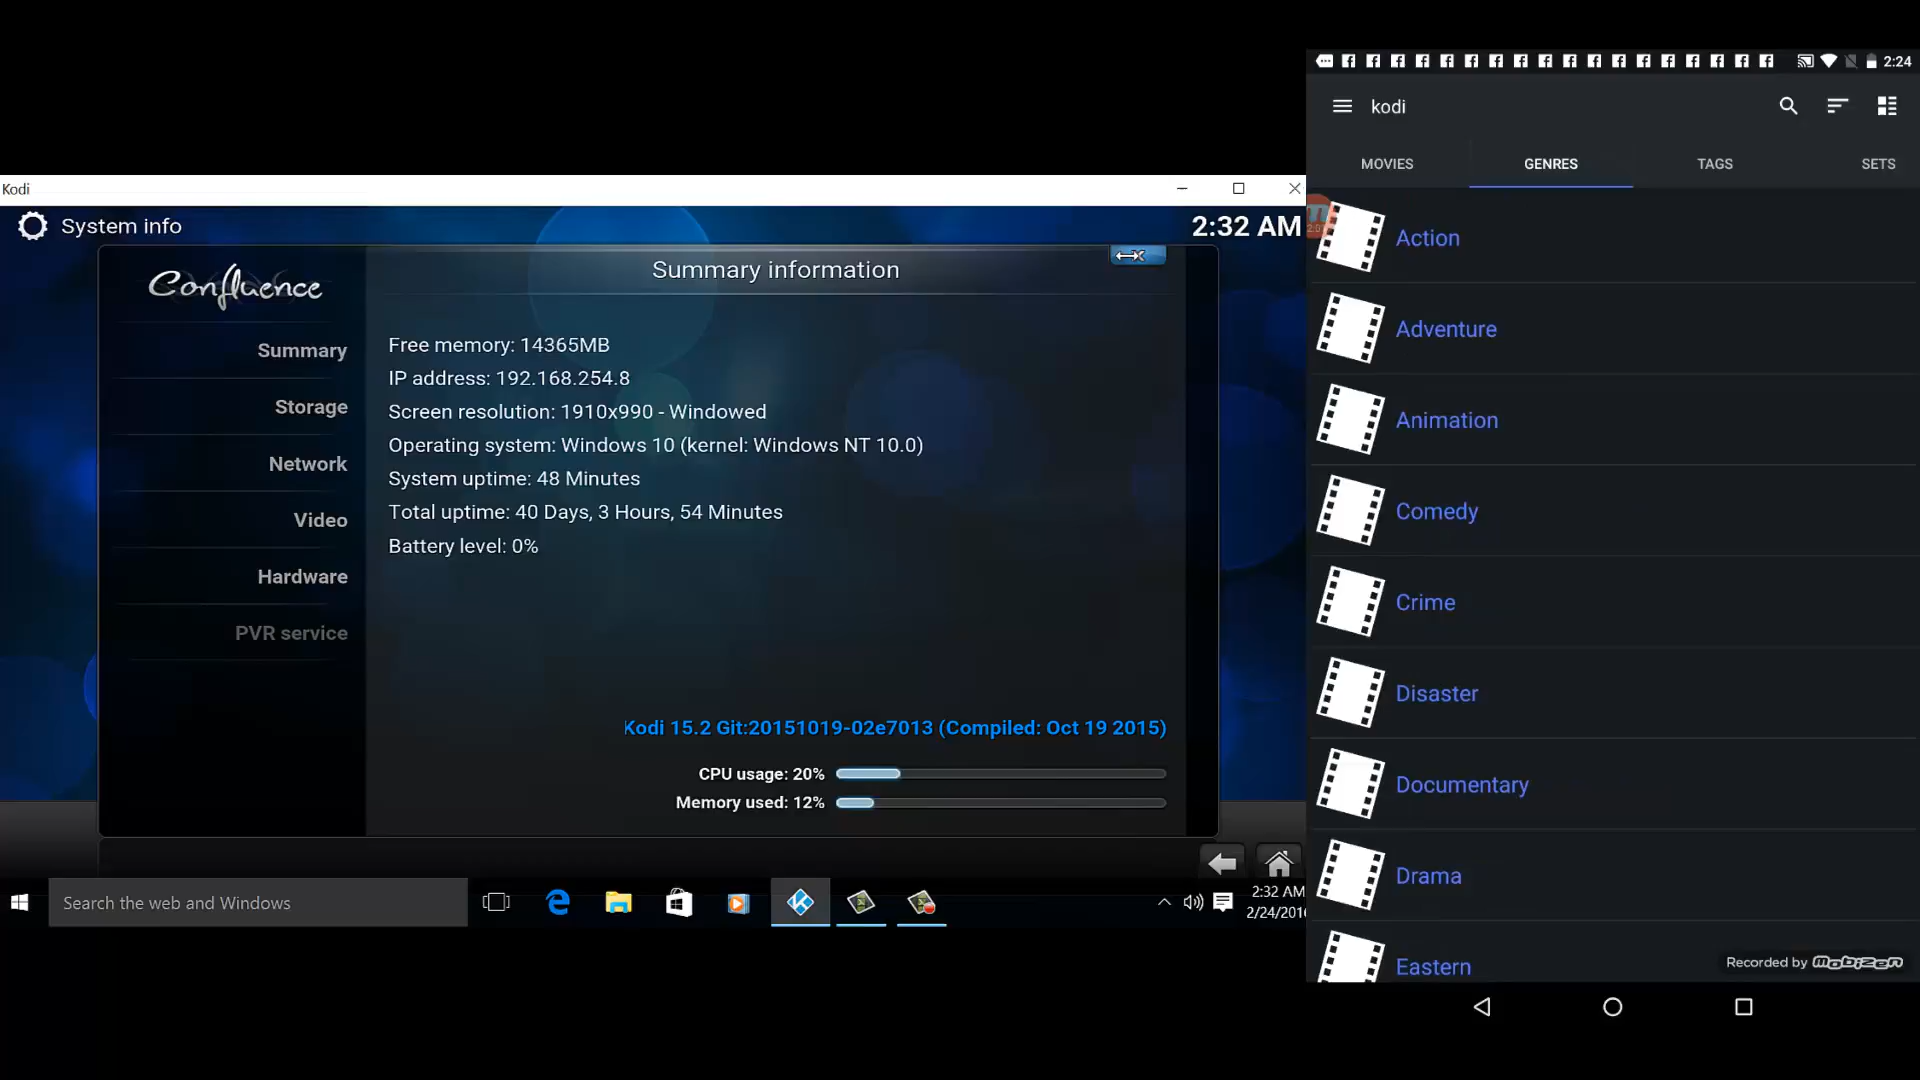 Kodi
System info
2:32 AM
Confluence
Summary information
Summary
Storage
Network
Video
Hardware
PVR service
Free memory: 14365MB
IP address: 192.168.254.8
Screen resolution: 1910x990 - Windowed
Operating system: Windows 10 (kernel: Windows NT 10.0)
System uptime: 48 Minutes
Total uptime: 40 Days, 3 Hours, 54 Minutes
Battery level: 0%
Kodi 15.2 Git:20151019-02e7013 (Compiled: Oct 19 2015)
CPU usage: 20%
Memory used: 12%
Search the web and Windows
2:32 AM
2:24
kodi
MOVIES GENRES TAGS SETS
Action
Adventure
Animation
Comedy
Crime
Disaster
Documentary
Drama
Eastern
Recorded by mobizen